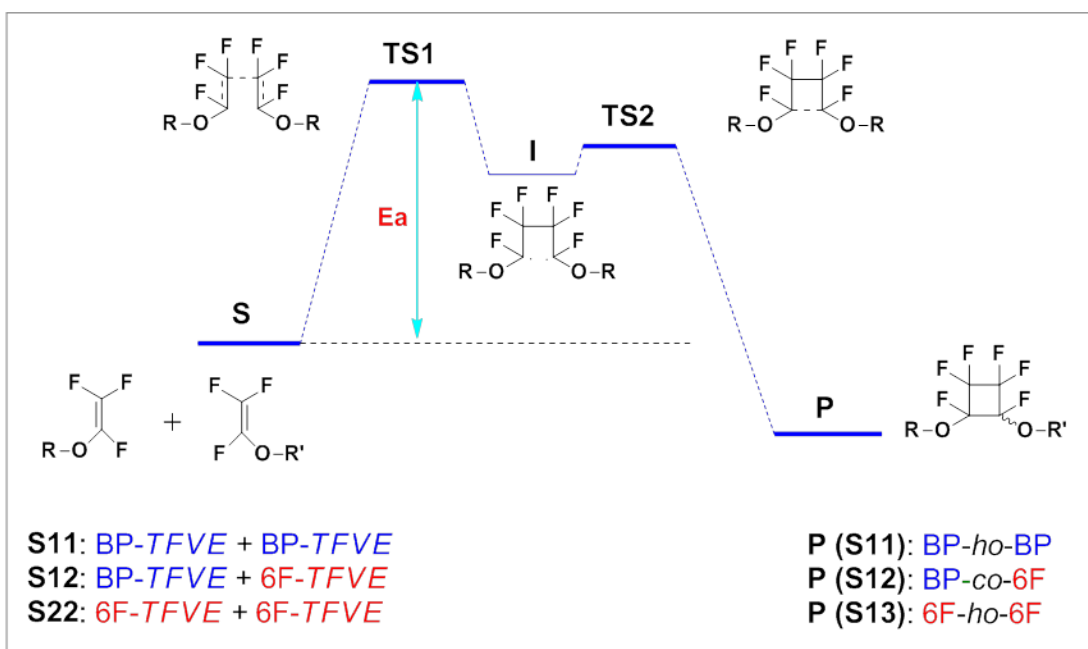 TS1
F F F F
F F
R-O O-R
TS2
F F F F
F F
R-O O-R
I
F F F F
F F
R-O O-R
Ea
S
F F
R-O F
+
F F
F O-R'
P
F F F F
F F
R-O O-R'
S11: BP-TFVE + BP-TFVE
S12: BP-TFVE + 6F-TFVE
S22: 6F-TFVE + 6F-TFVE
P (S11): BP-ho-BP
P (S12): BP-co-6F
P (S13): 6F-ho-6F